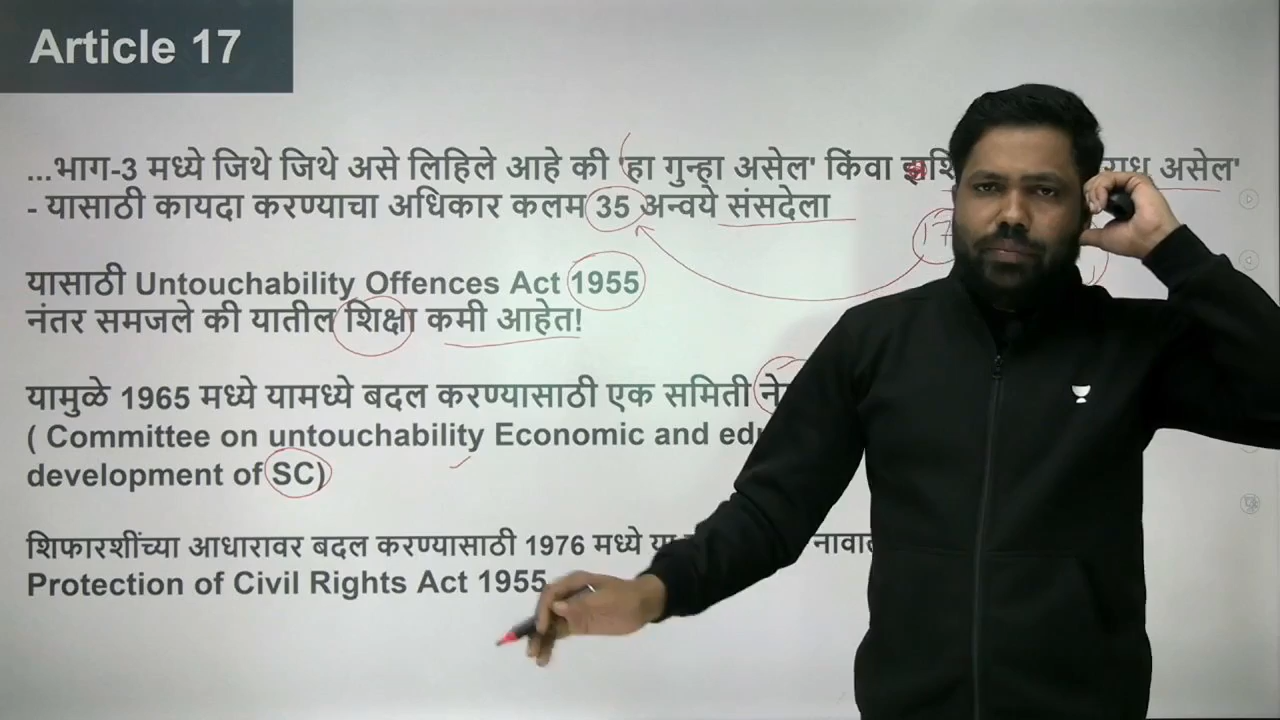 Article 17
...भाग-3 मध्ये जिथे जिथे असे लिहिले आहे की 'हा गुन्हा असेल' किंवा असेल'
- यासाठी कायदा करण्याचा अधिकार कलम 35 अन्वये संसदेला
17
यासाठी Untouchability Offences Act 1955
नंतर समजले की यातील शिक्षा कमी आहेत!
यामुळे 1965 मध्ये यामध्ये बदल करण्यासाठी एक समिती
( Committee on untouchability Economic and
development of SC)
शिफारशींच्या आधारावर बदल करण्यासाठी 1976 मध्ये
Protection of Civil Rights Act 1955